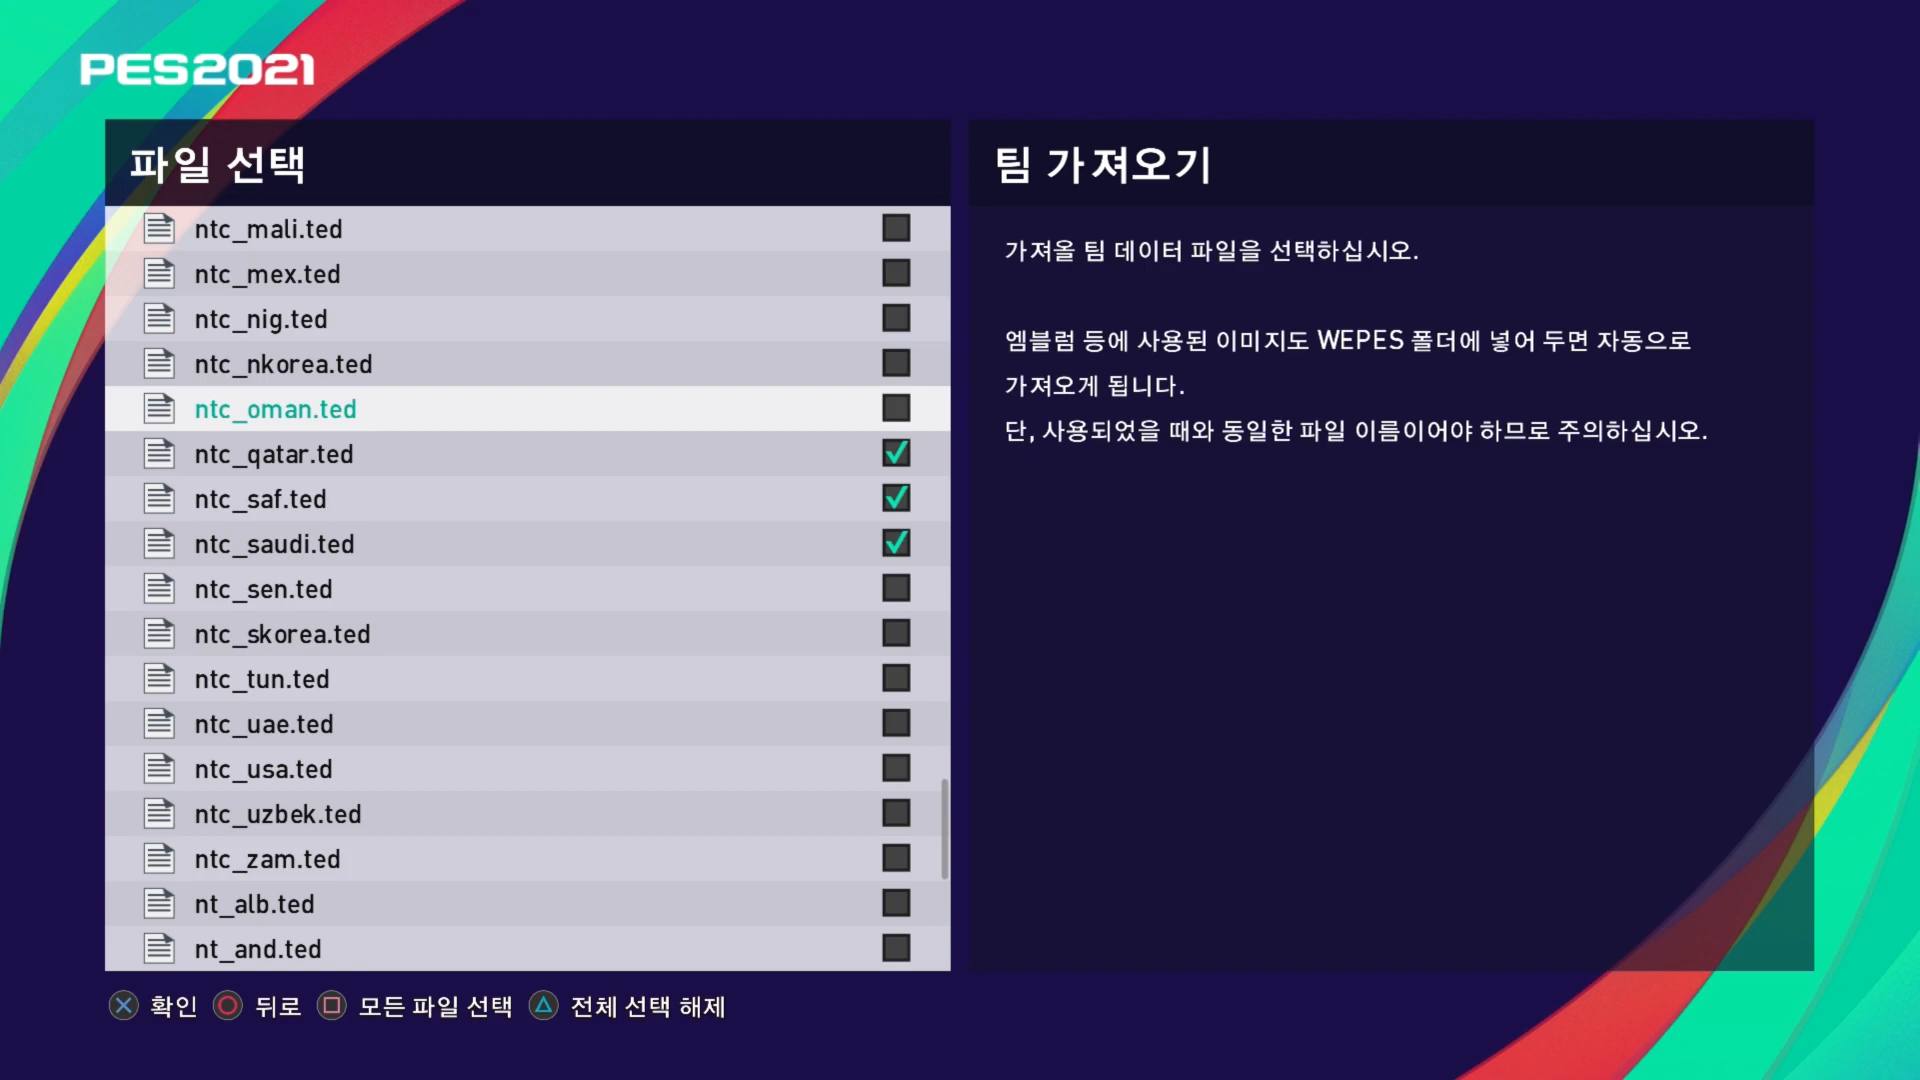 PES2021
파일 선택
ntc_mali.ted
ntc_mex.ted
ntc_nig.ted
ntc_nkorea.ted
ntc_oman.ted
ntc_qatar.ted
ntc_saf.ted
ntc_saudi.ted
ntc_sen.ted
ntc_skorea.ted
ntc_tun.ted
ntc_uae.ted
ntc_usa.ted
ntc_uzbek.ted
ntc_zam.ted
nt_alb.ted
nt_and.ted
팀 가져오기
가져올 팀 데이터 파일을 선택하십시오.
엠블럼 등에 사용된 이미지도 WEPES 폴더에 넣어 두면 자동으로
가져오게 됩니다.
단, 사용되었을 때와 동일한 파일 이름이어야 하므로 주의하십시오.
확인 뒤로 모든 파일 선택 전체 선택 해제